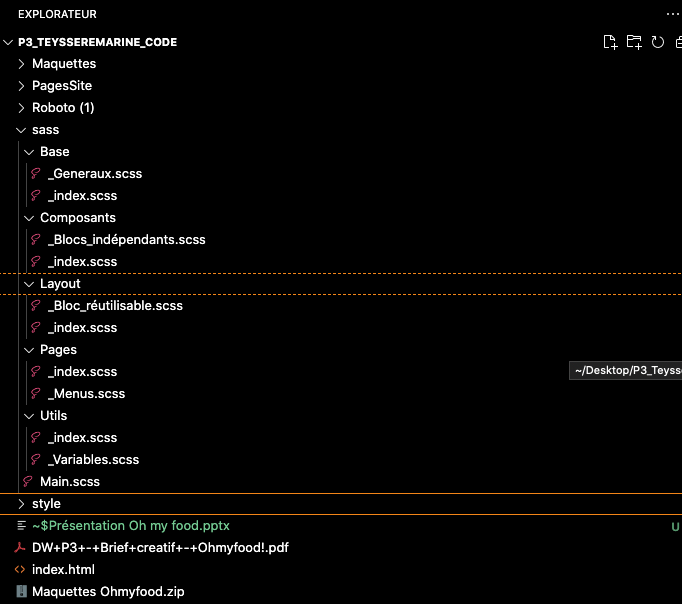 EXPLORATEUR
P3_TEYSSEREMARINE_CODE
Maquettes
PagesSite
Roboto (1)
sass
Base
_Generaux.scss
_index.scss
Composants
_Blocs_indépendants.scss
_index.scss
Layout
_Bloc_réutilisable.scss
_index.scss
Pages
_index.scss
~/Desktop/P3_Teysse
_Menus.scss
Utils
_index.scss
_Variables.scss
Main.scss
style
~$Présentation Oh my food.pptx U
DW+P3+-+Brief+creatif+-+Ohmyfood!.pdf
index.html
Maquettes Ohmyfood.zip